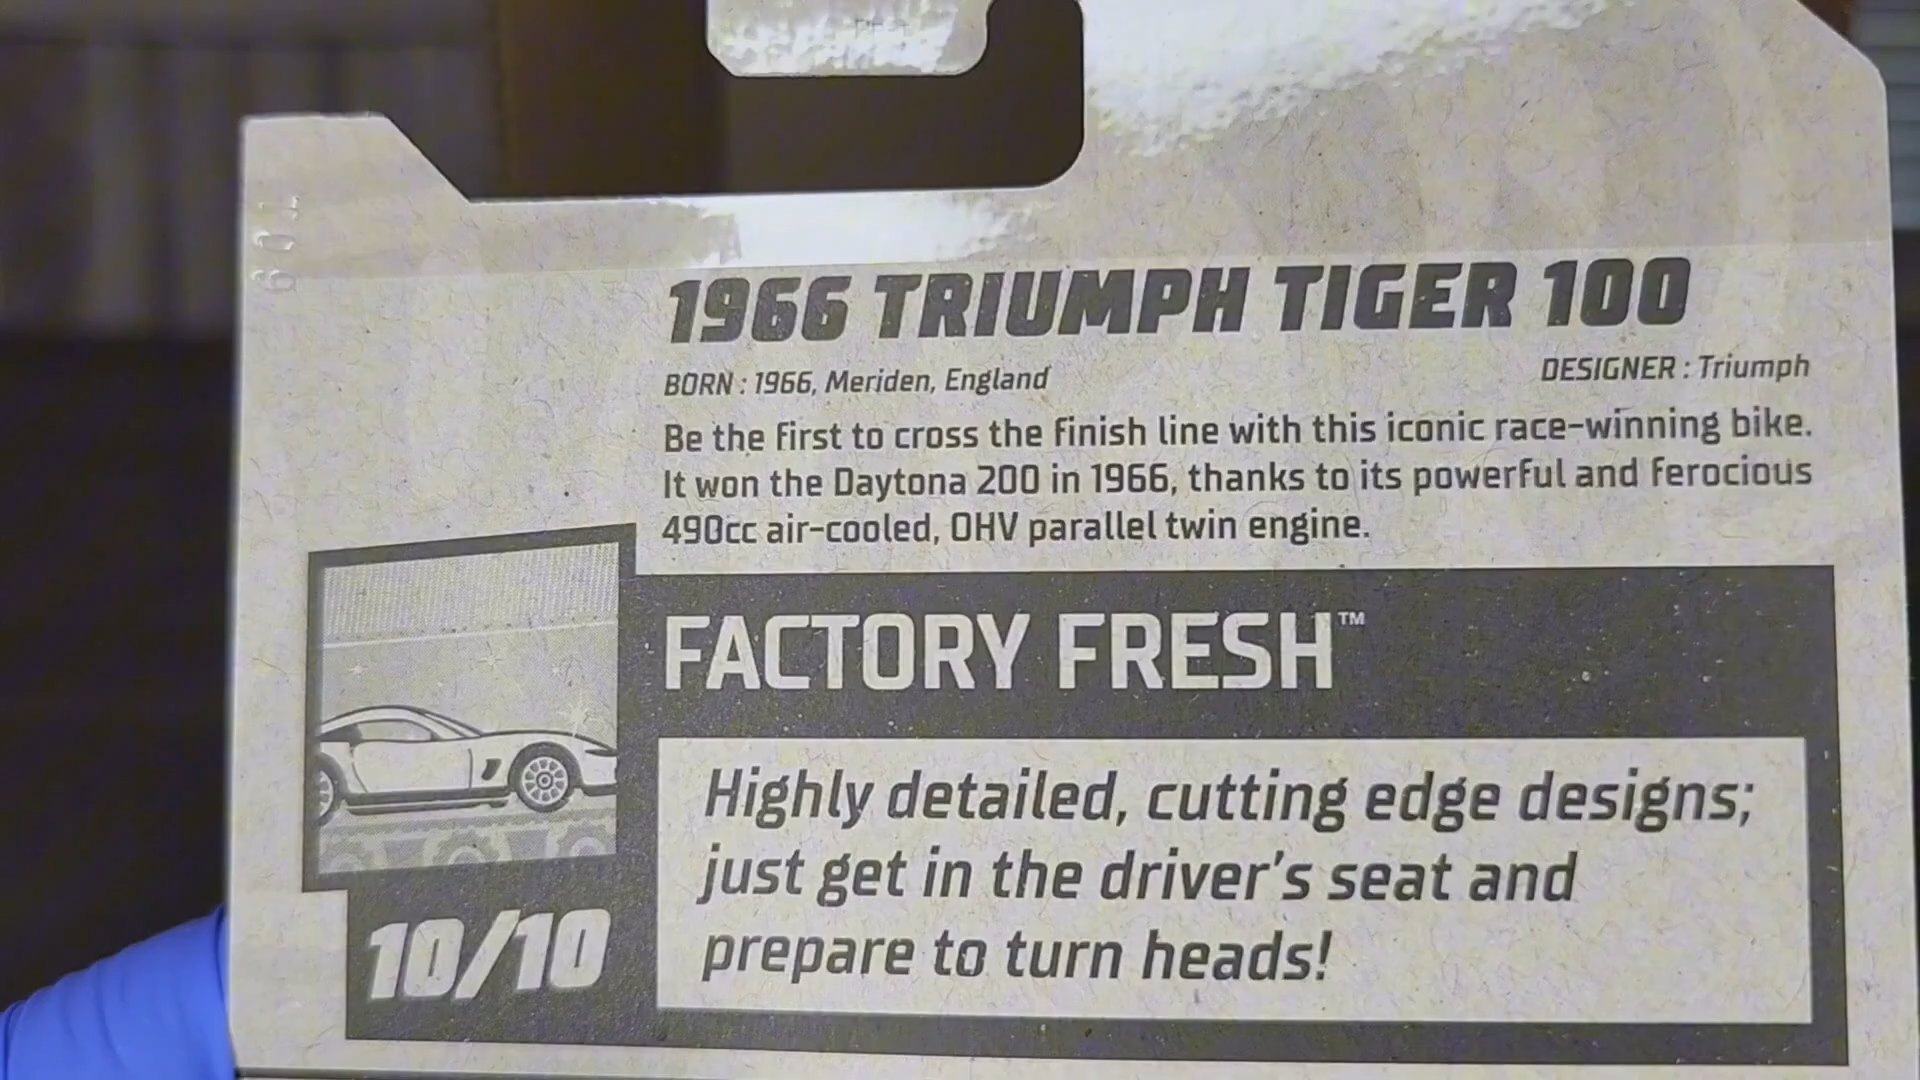 1966 TRIUMPH TIGER 100
BORN : 1966, Meriden, England
DESIGNER : Triumph
Be the first to cross the finish line with this iconic race-winning bike.
It won the Daytona 200 in 1966, thanks to its powerful and ferocious
490cc air-cooled, OHV parallel twin engine.
FACTORY FRESH™
Highly detailed, cutting edge designs;
just get in the driver's seat and
prepare to turn heads!
10/10